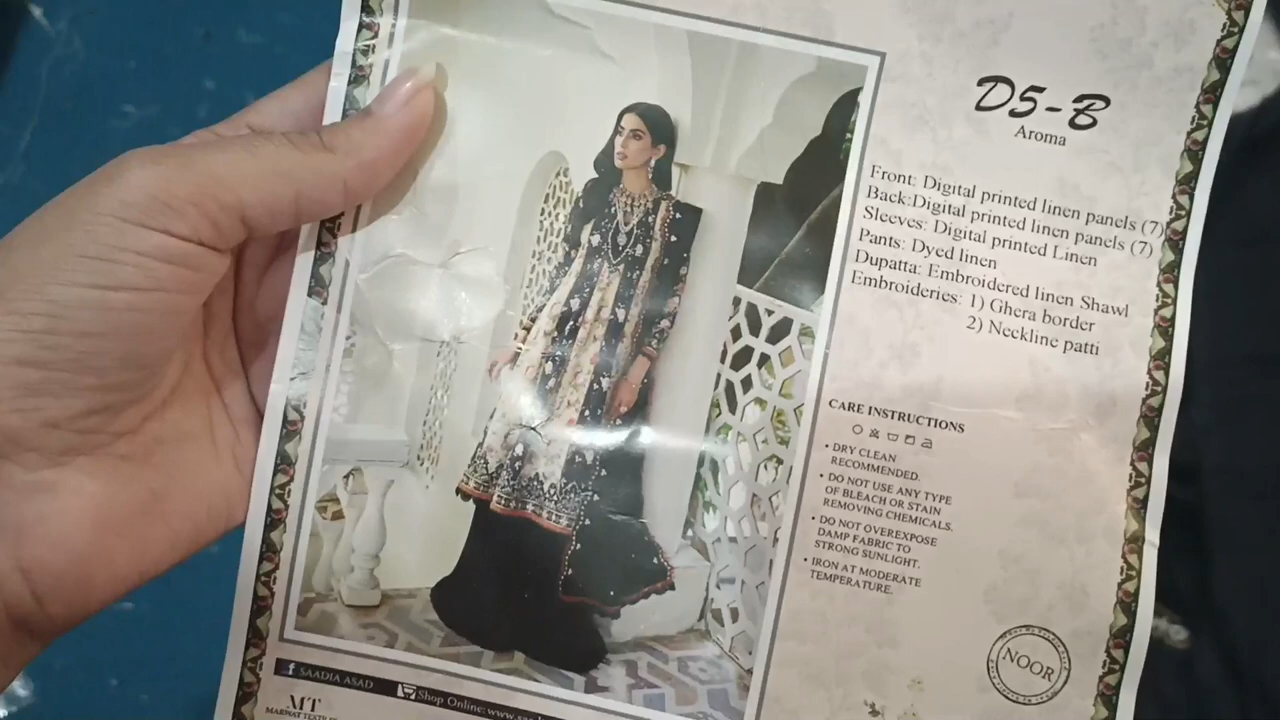 D5-B
Aroma
Front: Digital printed linen panels (7)
Back:Digital printed linen panels (7)
Sleeves: Digital printed Linen
Pants: Dyed linen
Dupatta: Embroidered linen Shawl
Embroideries: 1) Ghera border
2) Neckline patti
CARE INSTRUCTIONS
• DRY CLEAN
RECOMMENDED.
• DO NOT USE ANY TYPE
OF BLEACH OR STAIN
REMOVING CHEMICALS.
• DO NOT OVEREXPOSE
DAMP FABRIC TO
STRONG SUNLIGHT.
• IRON AT MODERATE
TEMPERATURE.
NOOR
f SAADIA ASAD
Shop Online:
MT
MARWAT